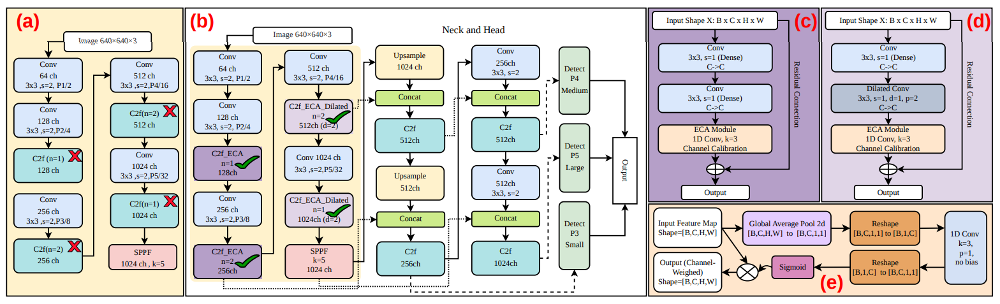 (a)
Image 640×640×3
Conv
64 ch
3x3 ,s=2, P1/2
Conv
128 ch
3x3 ,s=2,P2/4
C2f (n=1)
128 ch
Conv
256 ch
3x3 ,s=2,P3/8
C2f(n=2)
256 ch
Conv
512 ch
3x3 ,s=2,P4/16
C2f(n=2)
512 ch
Conv
1024 ch
3x3 ,s=2,P5/32
C2f(n=1)
1024 ch
SPPF
1024 ch , k=5
(b)
Image 640×640×3
Neck and Head
Conv
64 ch
3x3, s=2, P1/2
Conv
128 ch
3x3, s=2, P2/4
C2f_ECA
n=1
128ch
Conv
256 ch
3x3 ,s=2, P3/8
C2f_ECA
n=2
256ch
Conv
512 ch
3x3, s=2, P4/16
C2f_ECA_Dilated
n=2
512ch (d=2)
Conv 1024 ch
3x3 ,s=2,P5/32
C2f_ECA_Dilated
n=1
1024ch (d=2)
SPPF
k=5
1024 ch
Upsample
1024 ch
Concat
C2f
512ch
Upsample
512ch
Concat
C2f
256ch
Conv
256ch
3x3, s=2
Concat
C2f
512ch
Conv
512ch
3x3, s=2
Concat
C2f
1024ch
Detect
P4
Medium
Detect
P5
Large
Detect
P3
Small
Output
(c)
Input Shape X: B x C x H x W
Conv
3x3, s=1 (Dense)
C->C
Conv
3x3, s=1 (Dense)
C->C
ECA Module
1D Conv, k=3
Channel Calibration
Output
Residual Connection
(d)
Input Shape X: B x C x H x W
Conv
3x3, s=1 (Dense)
C->C
Dilated Conv
3x3, s=1, d=1, p=2
C->C
ECA Module
1D Conv, k=3
Channel Calibration
Output
Residual Connection
Input Feature Map
Shape=[B,C,H,W]
Global Average Pool 2d
[B,C,H,W] to [B,C,1,1]
Reshape
[B,C,1,1] to [B,1,C]
1D Conv
k=3,
p=1,
no bias
Reshape
[B,1,C] to [B,C,1,1]
Sigmoid
Output (Channel-
Weighed)
Shape=[B,C,H,W]
(e)